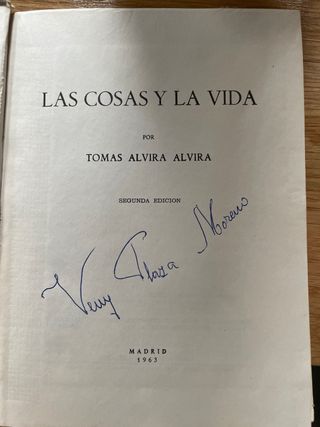 LAS COSAS Y LA VIDA
POR
TOMAS ALVIRA ALVIRA
SEGUNDA EDICION
Plaza Moreno
MADRID
1963